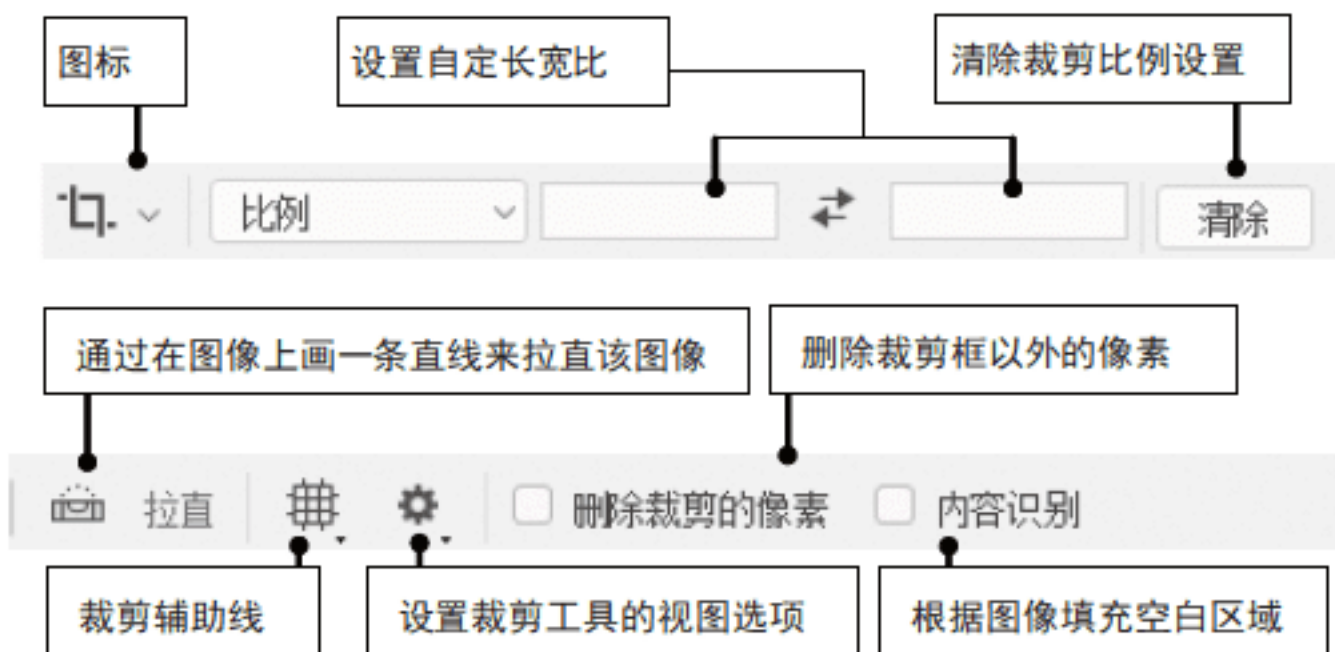 图标
设置自定长宽比
清除裁剪比例设置
比例
清除
通过在图像上画一条直线来拉直该图像
删除裁剪框以外的像素
拉直
删除裁剪的像素
内容识别
裁剪辅助线
设置裁剪工具的视图选项
根据图像填充空白区域